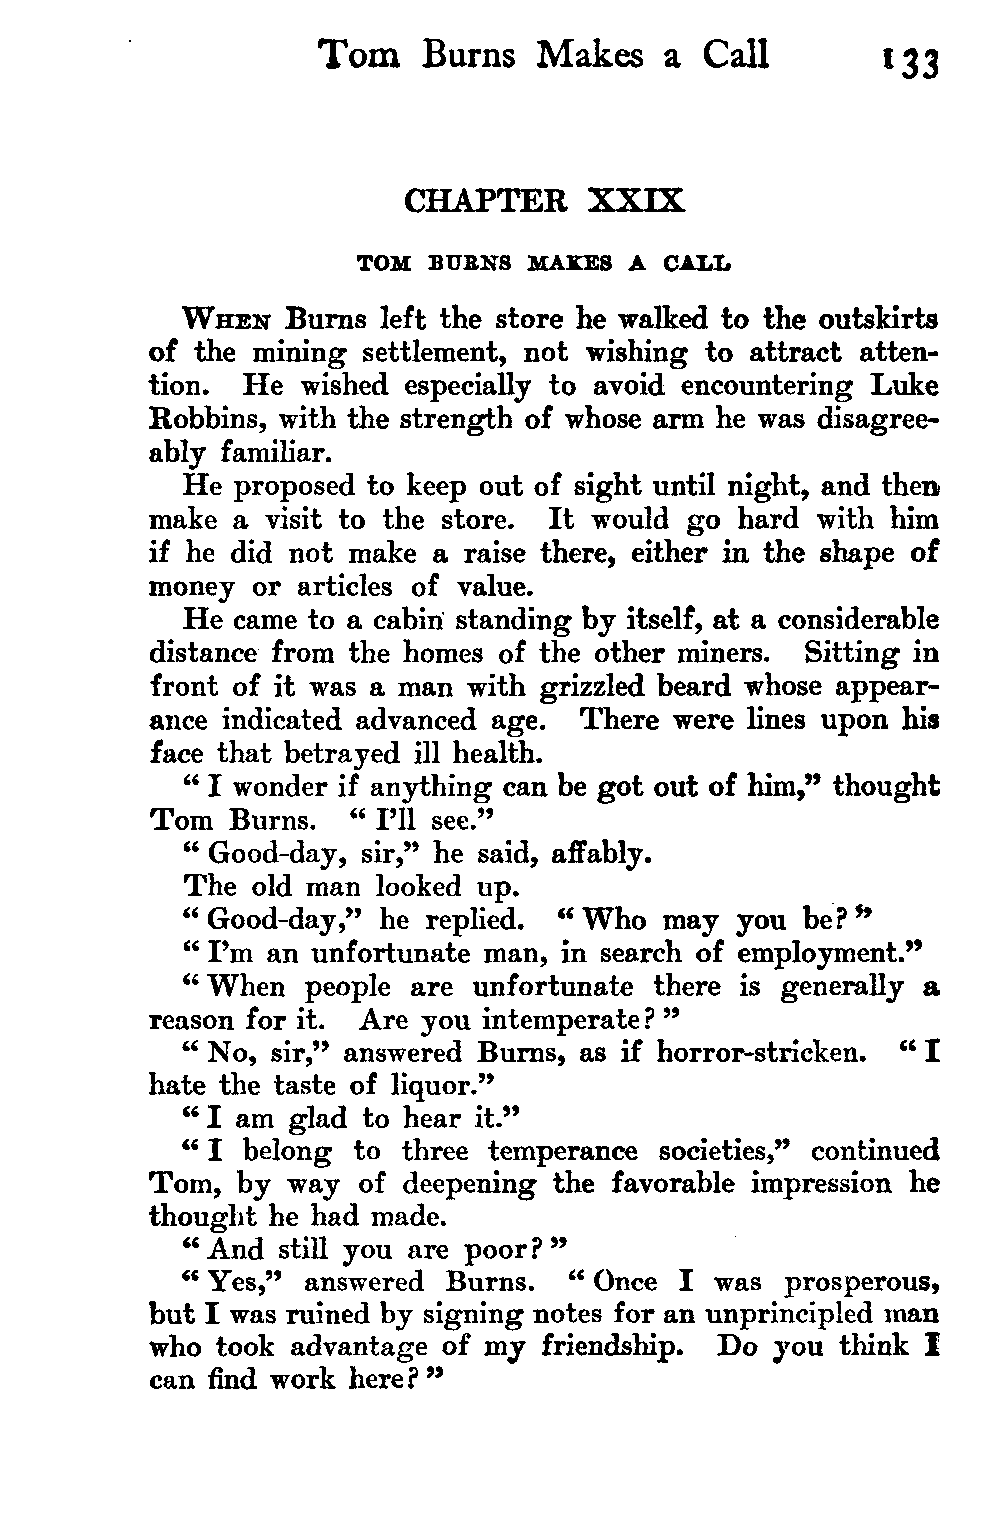 Tom Burns Makes a Call 133
CHAPTER XXIX
TOM BURNS MAKES A CALL
WHEN Burns left the store he walked to the outskirts
of the mining settlement, not wishing to attract atten-
tion. He wished especially to avoid encountering Luke
Robbins, with the strength of whose arm he was disagree-
ably familiar.
He proposed to keep out of sight until night, and then
make a visit to the store. It would go hard with him
if he did not make a raise there, either in the shape of
money or articles of value.
He came to a cabin standing by itself, at a considerable
distance from the homes of the other miners. Sitting in
front of it was a man with grizzled beard whose appear-
ance indicated advanced age. There were lines upon his
face that betrayed ill health.
“ I wonder if anything can be got out of him,” thought
Tom Burns. “ I’ll see.”
“ Good-day, sir,” he said, affably.
The old man looked up.
“ Good-day,” he replied. “ Who may you be? ”
“ I’m an unfortunate man, in search of employment.”
“ When people are unfortunate there is generally a
reason for it. Are you intemperate? ”
“ No, sir,” answered Burns, as if horror-stricken. “ I
hate the taste of liquor.”
“ I am glad to hear it.”
“ I belong to three temperance societies,” continued
Tom, by way of deepening the favorable impression he
thought he had made.
“ And still you are poor? ”
“ Yes,” answered Burns. “ Once I was prosperous,
but I was ruined by signing notes for an unprincipled man
who took advantage of my friendship. Do you think I
can find work here? ”